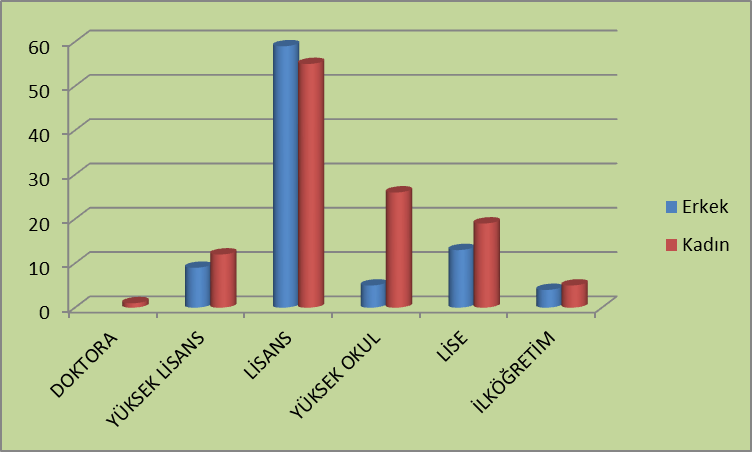 60
50
40
30
20
10
0
DOKTORA
YÜKSEK LİSANS
LİSANS
YÜKSEK OKUL
LİSE
İLKÖĞRETİM
Erkek
Kadın